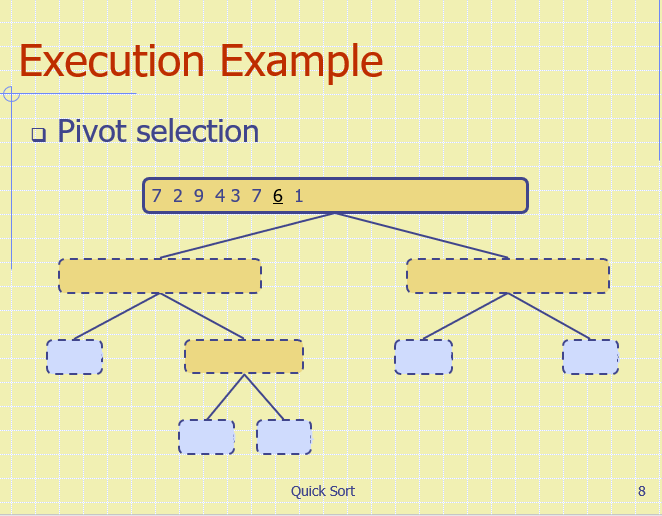 Execution Example
Pivot selection
7 2 9 4 3 7 6 1
Quick Sort
8